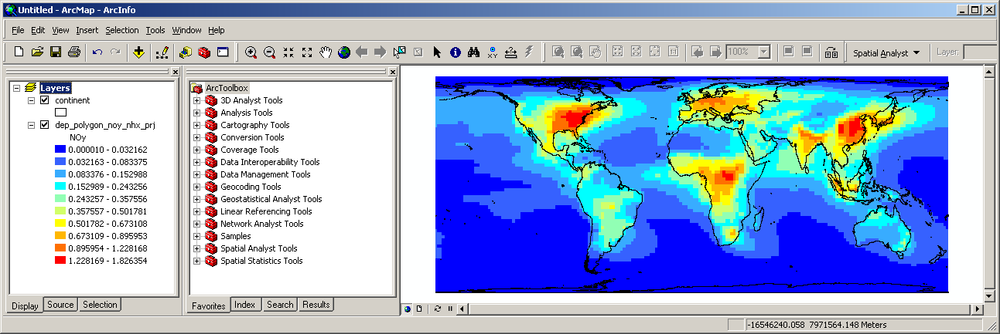 Untitled - ArcMap - ArcInfo
File Edit View Insert Selection Tools Window Help
XY 100% Spatial Analyst Layer:
Layers
continent
dep_polygon_noy_nhx_prj
NOy
0.000010 - 0.032162
0.032163 - 0.083375
0.083376 - 0.152988
0.152989 - 0.243256
0.243257 - 0.357556
0.357557 - 0.501781
0.501782 - 0.673108
0.673109 - 0.895953
0.895954 - 1.228168
1.228169 - 1.826354
Display Source Selection
ArcToolbox
3D Analyst Tools
Analysis Tools
Cartography Tools
Conversion Tools
Coverage Tools
Data Interoperability Tools
Data Management Tools
Geocoding Tools
Geostatistical Analyst Tools
Linear Referencing Tools
Network Analyst Tools
Samples
Spatial Analyst Tools
Spatial Statistics Tools
Favorites Index Search Results
-16546240.058 7971564.148 Meters